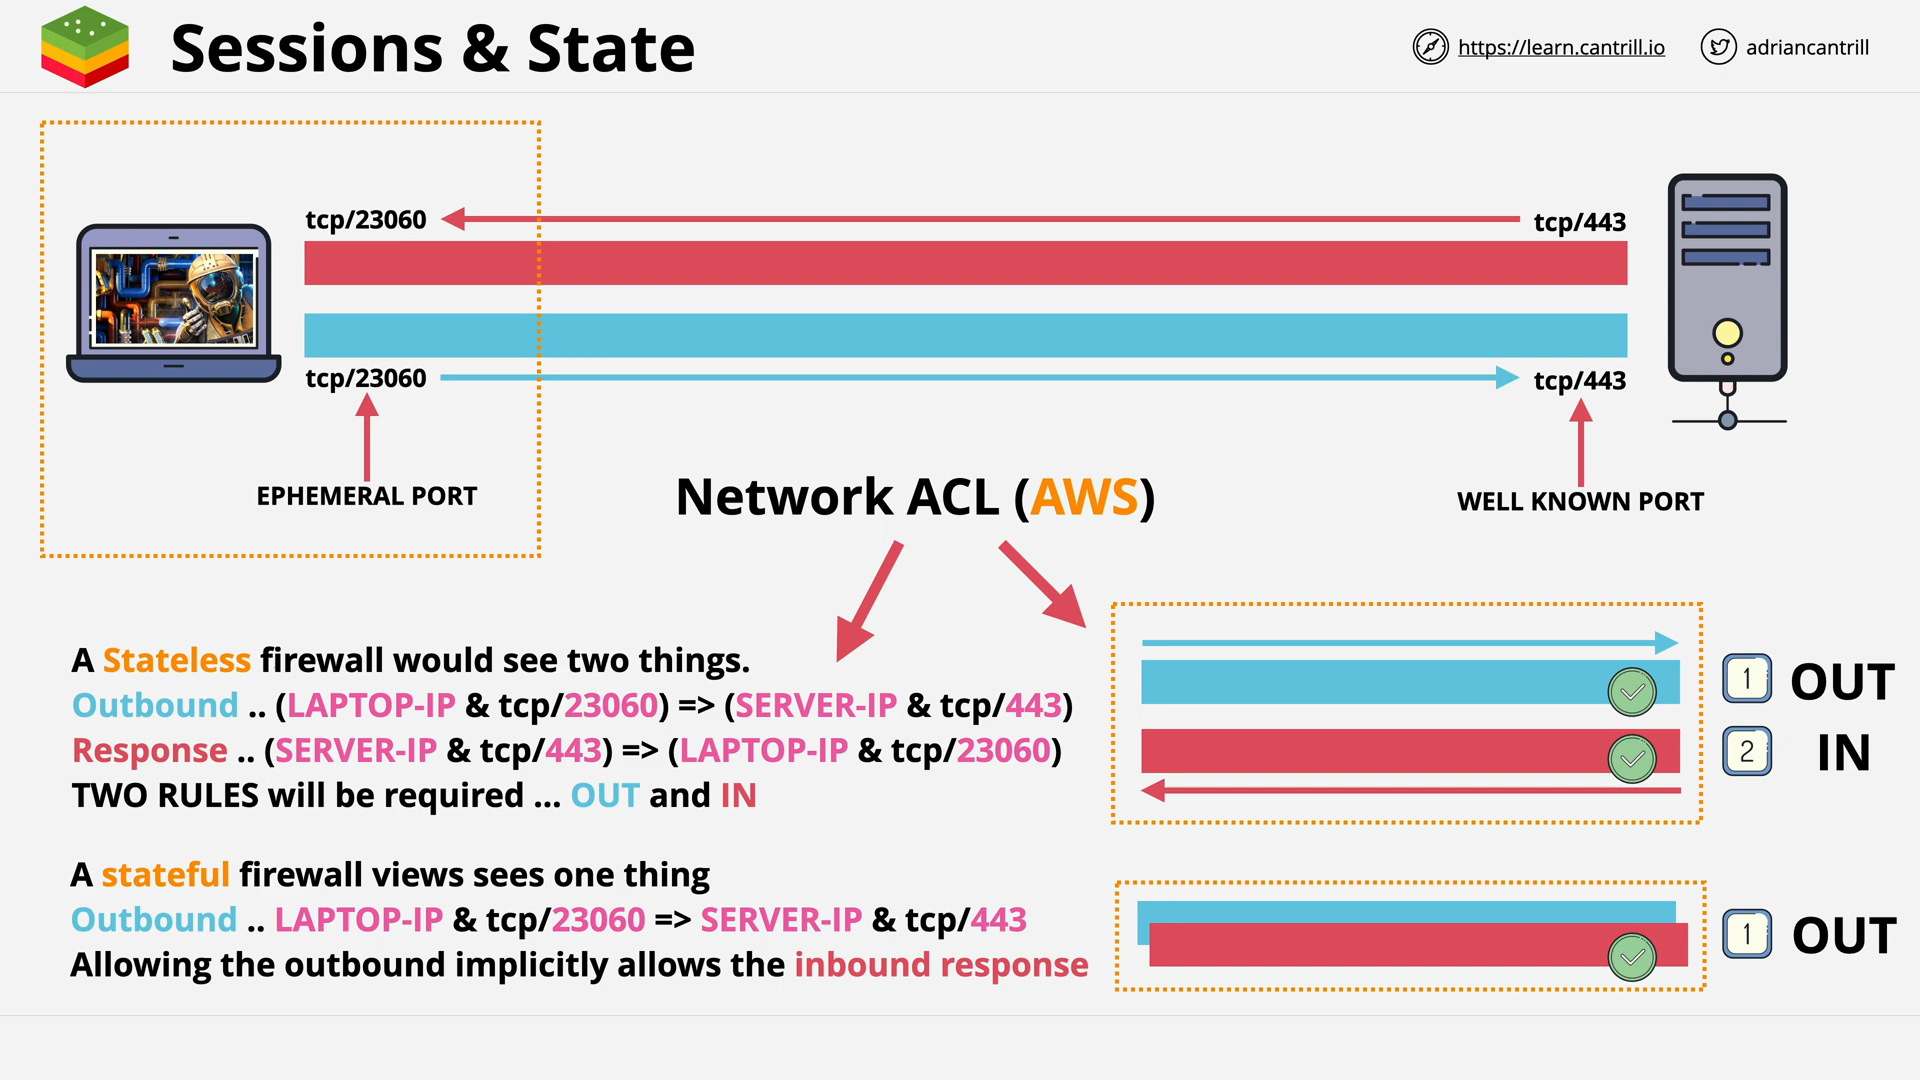 Sessions & State
https://learn.cantrill.io
adriancantrill
tcp/23060
tcp/443
tcp/23060
tcp/443
EPHEMERAL PORT
WELL KNOWN PORT
Network ACL (AWS)
A Stateless firewall would see two things.
Outbound .. (LAPTOP-IP & tcp/23060) => (SERVER-IP & tcp/443)
Response .. (SERVER-IP & tcp/443) => (LAPTOP-IP & tcp/23060)
TWO RULES will be required ... OUT and IN
1 OUT
2 IN
A stateful firewall views sees one thing
Outbound .. LAPTOP-IP & tcp/23060 => SERVER-IP & tcp/443
Allowing the outbound implicitly allows the inbound response
1 OUT